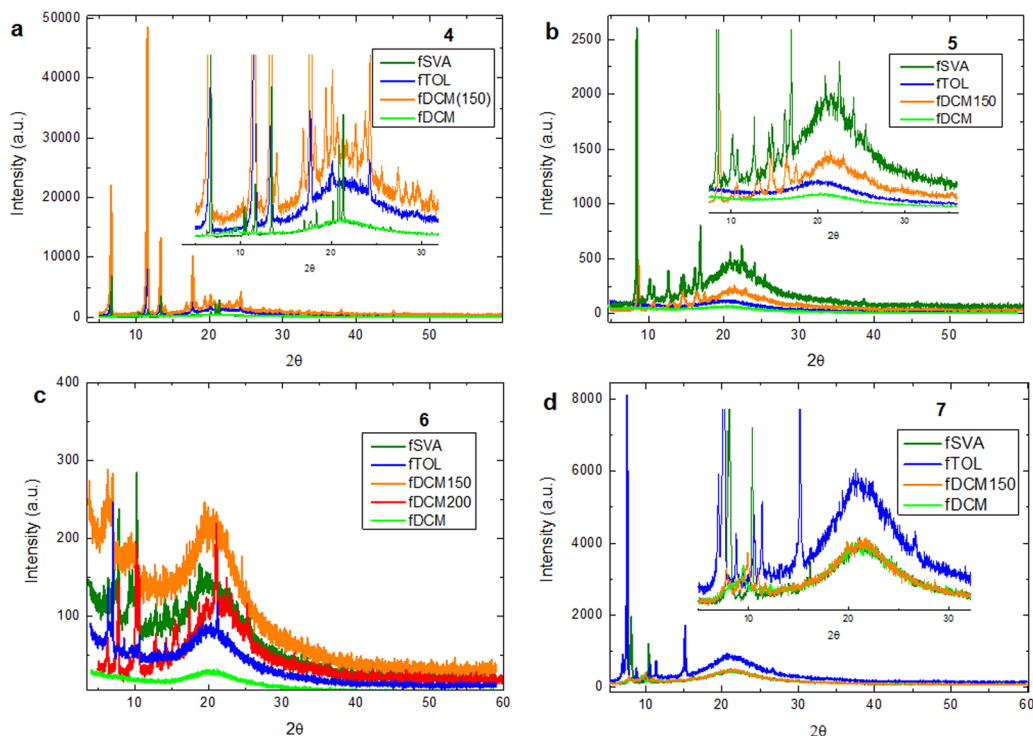 a
4
fSVA
fTOL
fDCM(150)
fDCM
Intensity (a.u.)
50000
40000
30000
20000
10000
0
10 20 30
2θ
10 20 30 40 50
2θ
b
5
fSVA
fTOL
fDCM150
fDCM
Intensity (a.u.)
2500
2000
1500
1000
500
0
10 20 30
2θ
10 20 30 40 50
2θ
c
6
fSVA
fTOL
fDCM150
fDCM200
fDCM
Intensity (a.u.)
400
300
200
100
10 20 30 40 50 60
2θ
d
7
fSVA
fTOL
fDCM150
fDCM
Intensity (a.u.)
8000
6000
4000
2000
0
10 20 30
2θ
10 20 30 40 50 60
2θ